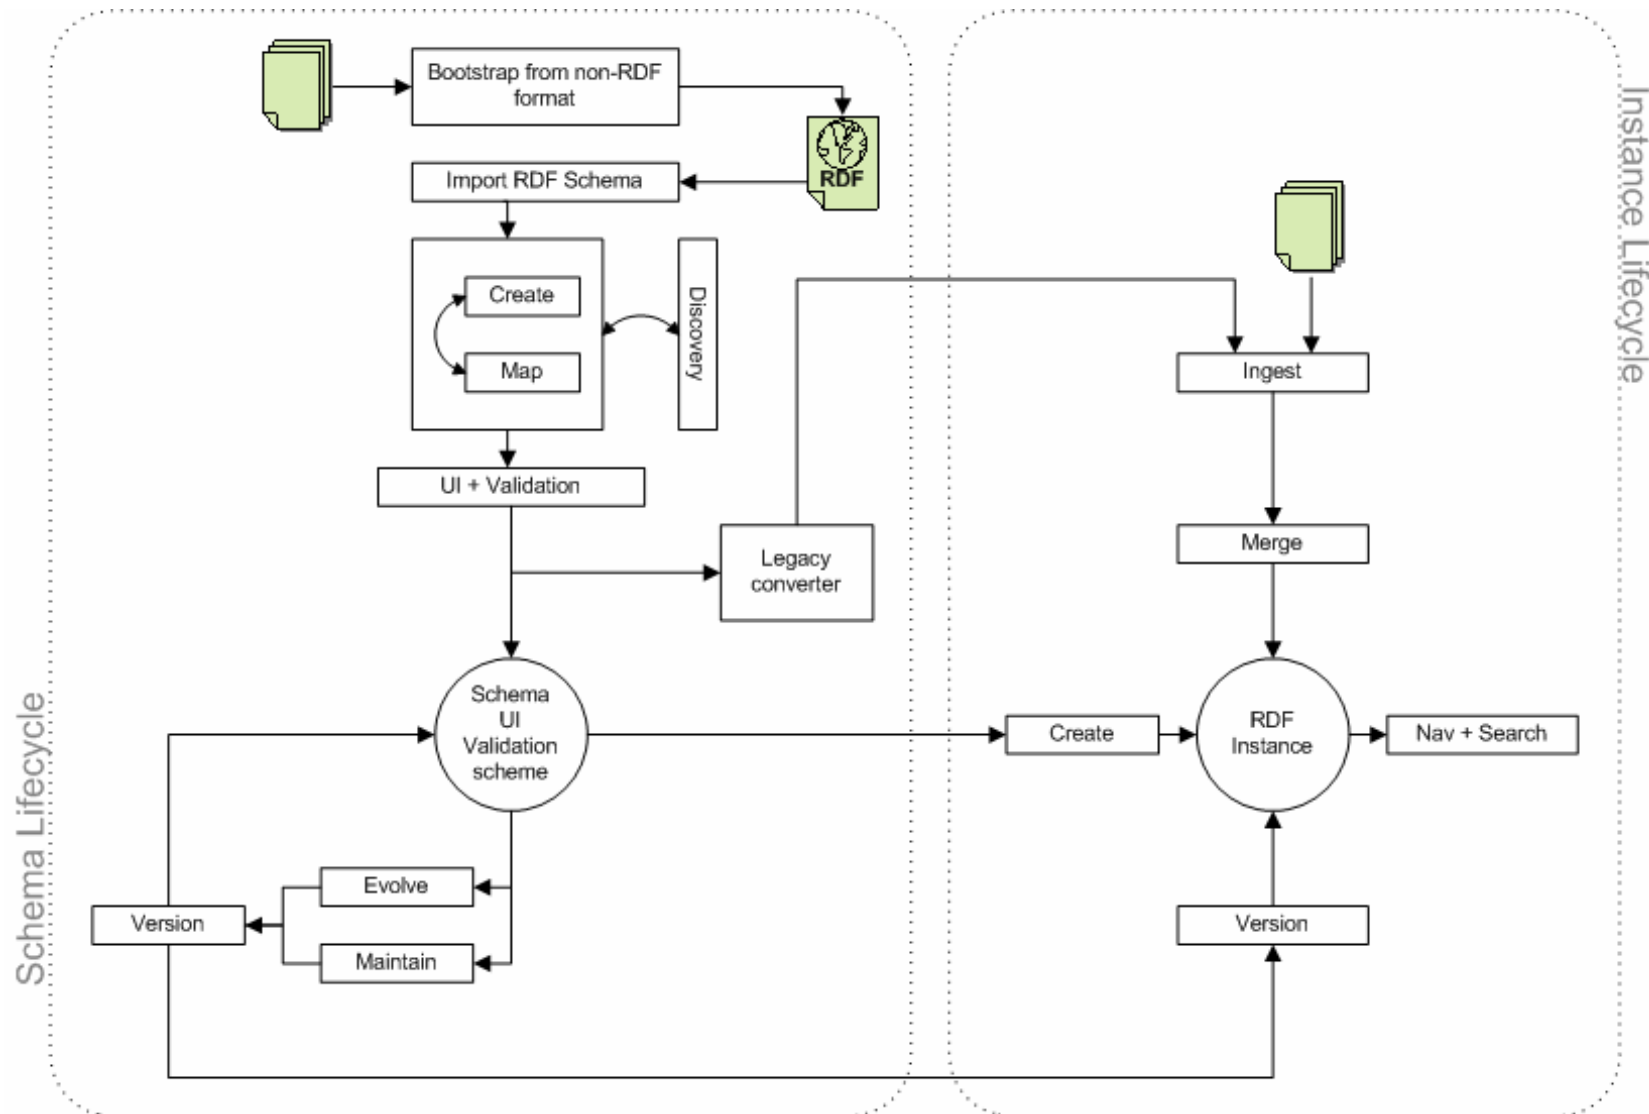 Bootstrap from non-RDF
format
RDF
Import RDF Schema
Create
Map
Discovery
UI + Validation
Legacy
converter
Schema
UI
Validation
scheme
Evolve
Version
Maintain
Schema Lifecycle
Instance Lifecycle
Ingest
Merge
Create
RDF
Instance
Nav + Search
Version